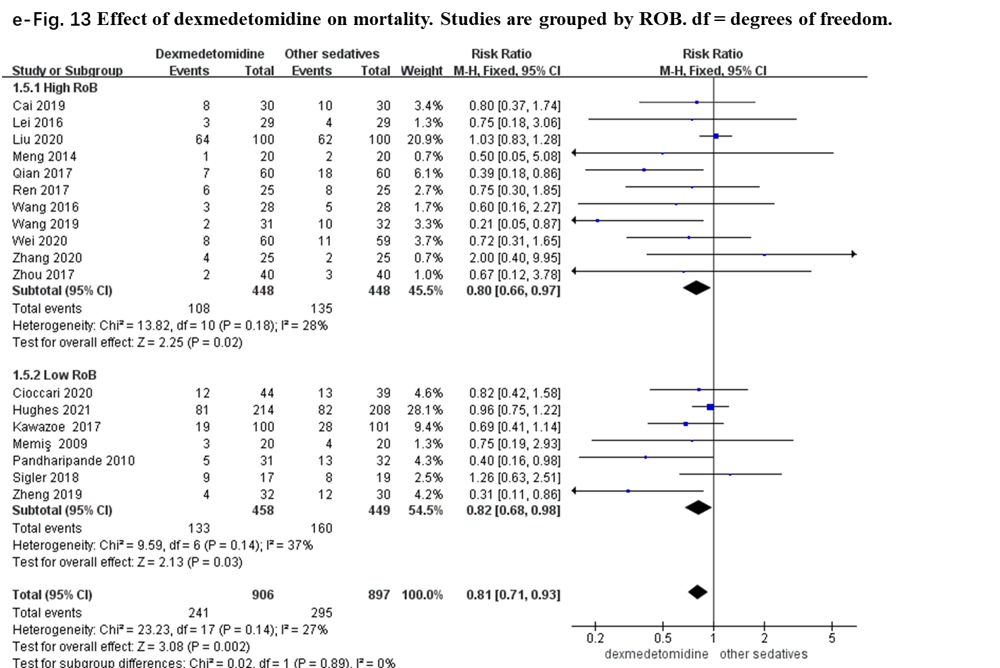 e-Fig. 13 Effect of dexmedetomidine on mortality. Studies are grouped by ROB. df = degrees of freedom.
Dexmedetomidine Other sedatives Risk Ratio Risk Ratio
Study or Subgroup Events Total Events Total Weight M-H, Fixed, 95% CI M-H, Fixed, 95% CI
1.5.1 High RoB
Cai 2019 8 30 10 30 3.4% 0.80 [0.37, 1.74]
Lei 2016 3 29 4 29 1.3% 0.75 [0.18, 3.06]
Liu 2020 64 100 62 100 20.9% 1.03 [0.83, 1.28]
Meng 2014 1 20 2 20 0.7% 0.50 [0.05, 5.08]
Qian 2017 7 60 18 60 6.1% 0.39 [0.18, 0.86]
Ren 2017 6 25 8 25 2.7% 0.75 [0.30, 1.85]
Wang 2016 3 28 5 28 1.7% 0.60 [0.16, 2.27]
Wang 2019 2 31 10 32 3.3% 0.21 [0.05, 0.87]
Wei 2020 8 60 11 59 3.7% 0.72 [0.31, 1.65]
Zhang 2020 4 25 2 25 0.7% 2.00 [0.40, 9.95]
Zhou 2017 2 40 3 40 1.0% 0.67 [0.12, 3.78]
Subtotal (95% CI) 448 448 45.5% 0.80 [0.66, 0.97]
Total events 108 135
Heterogeneity: Chi² = 13.82, df = 10 (P = 0.18); I² = 28%
Test for overall effect: Z = 2.25 (P = 0.02)
1.5.2 Low RoB
Cioccari 2020 12 44 13 39 4.6% 0.82 [0.42, 1.58]
Hughes 2021 81 214 82 208 28.1% 0.96 [0.75, 1.22]
Kawazoe 2017 19 100 28 101 9.4% 0.69 [0.41, 1.14]
Memiş 2009 3 20 4 20 1.3% 0.75 [0.19, 2.93]
Pandharipande 2010 5 31 13 32 4.3% 0.40 [0.16, 0.98]
Sigler 2018 9 17 8 19 2.5% 1.26 [0.63, 2.51]
Zheng 2019 4 32 12 30 4.2% 0.31 [0.11, 0.86]
Subtotal (95% CI) 458 449 54.5% 0.82 [0.68, 0.98]
Total events 133 160
Heterogeneity: Chi² = 9.59, df = 6 (P = 0.14); I² = 37%
Test for overall effect: Z = 2.13 (P = 0.03)
Total (95% CI) 906 897 100.0% 0.81 [0.71, 0.93]
Total events 241 295
Heterogeneity: Chi² = 23.23, df = 17 (P = 0.14); I² = 27%
Test for overall effect: Z = 3.08 (P = 0.002)
Test for subgroup differences: Chi² = 0.02, df = 1 (P = 0.89), I² = 0%
0.2 0.5 1 2 5
dexmedetomidine other sedatives